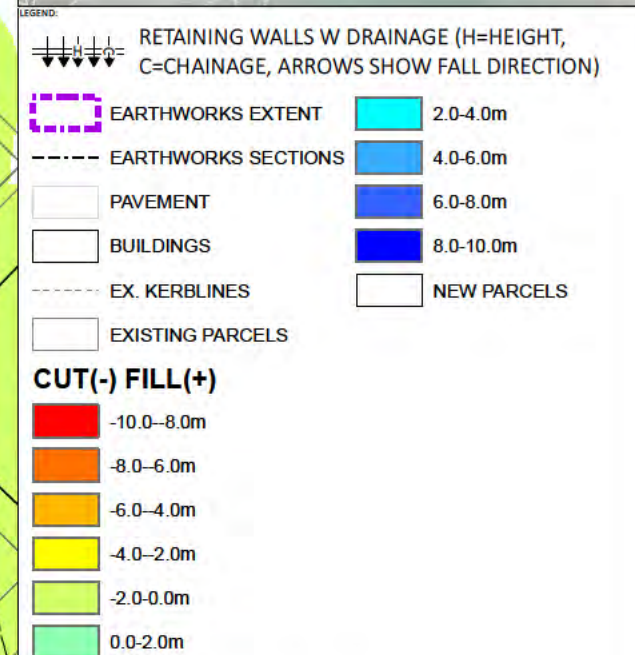 LEGEND:
RETAINING WALLS W DRAINAGE (H=HEIGHT,
C=CHAINAGE, ARROWS SHOW FALL DIRECTION)
H C
EARTHWORKS EXTENT
EARTHWORKS SECTIONS
PAVEMENT
BUILDINGS
EX. KERBLINES
EXISTING PARCELS
CUT(-) FILL(+)
-10.0--8.0m
-8.0--6.0m
-6.0--4.0m
-4.0--2.0m
-2.0-0.0m
0.0-2.0m
2.0-4.0m
4.0-6.0m
6.0-8.0m
8.0-10.0m
NEW PARCELS